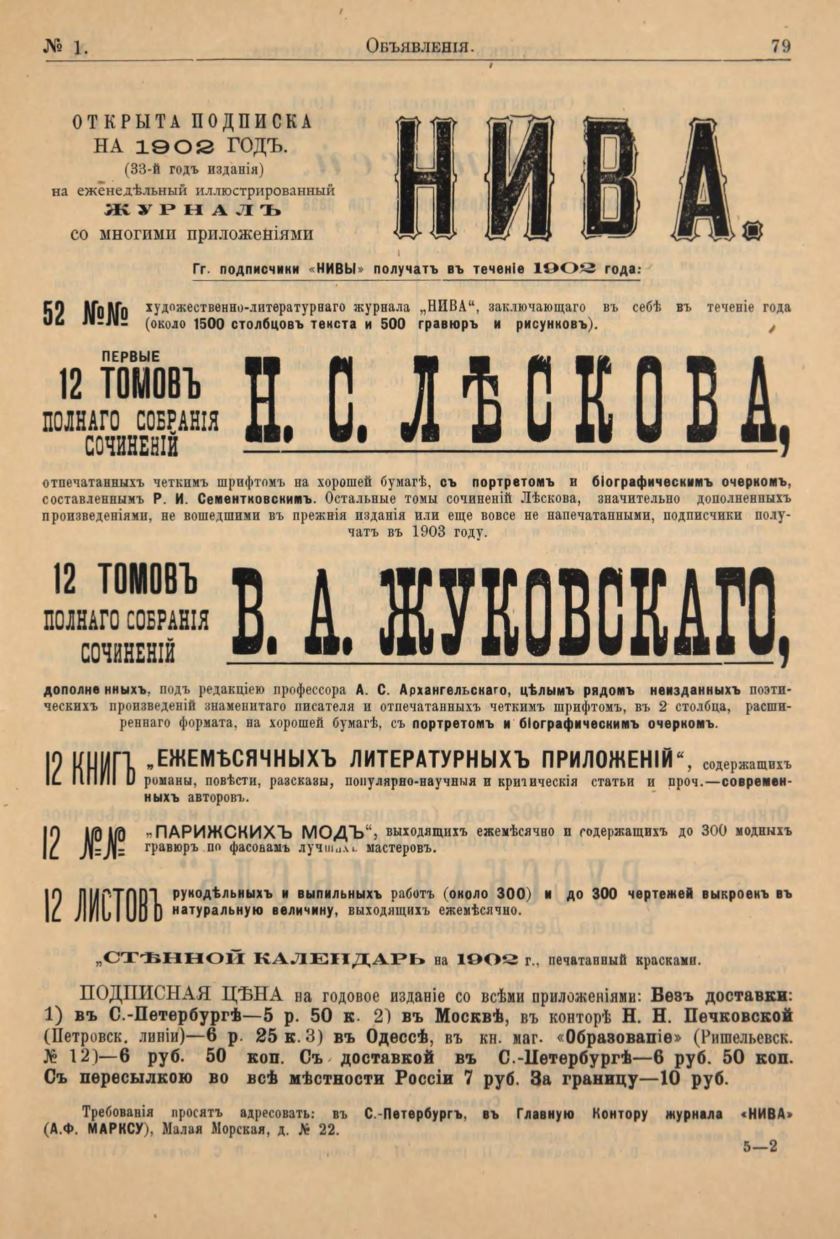 № 1.
Объявленія.
79
ОТКРЫТА ПОДПИСКА
НА 1902 ГОДЪ.
(33-й годъ изданія)
на еженедѣльный иллюстрированный
ЖУРНАЛЪ
со многими приложеніями
НИВА.
Гг. подписчики «НИВЫ» получатъ въ теченіе 1902 года:
52 №№ художественно-литературнаго журнала „НИВА“, заключающаго въ себѣ въ теченіе года
(около 1500 столбцовъ текста и 500 гравюръ и рисунковъ).
ПЕРВЫЕ
12 ТОМОВЪ
ПОЛНАГО СОБРАНІЯ
СОЧИНЕНІЙ
Н. С. ЛѢСКОВА,
отпечатанныхъ четкимъ шрифтомъ на хорошей бумагѣ, съ портретомъ и біографическимъ очеркомъ,
составленнымъ Р. И. Сементковскимъ. Остальные томы сочиненій Лѣскова, значительно дополненныхъ
произведеніями, не вошедшими въ прежнія изданія или еще вовсе не напечатанными, подписчики полу-
чатъ въ 1903 году.
12 ТОМОВЪ
ПОЛНАГО СОБРАНІЯ
СОЧИНЕНІЙ
В. А. ЖУКОВСКАГО,
дополненныхъ, подъ редакціею профессора А. С. Архангельскаго, цѣлымъ рядомъ неизданныхъ поэти-
ческихъ произведеній знаменитаго писателя и отпечатанныхъ четкимъ шрифтомъ, въ 2 столбца, расши-
реннаго формата, на хорошей бумагѣ, съ портретомъ и біографическимъ очеркомъ.
12 КНИГЪ „ЕЖЕМѢСЯЧНЫХЪ ЛИТЕРАТУРНЫХЪ ПРИЛОЖЕНІЙ“, содержащихъ
романы, повѣсти, разсказы, популярно-научныя и критическія статьи и проч.—современ-
ныхъ авторовъ.
12 №№ „ПАРИЖСКИХЪ МОДЪ“, выходящихъ ежемѣсячно и содержащихъ до 300 модныхъ
гравюръ по фасонамъ лучшихъ мастеровъ.
12 ЛИСТОВЪ рукодѣльныхъ и выпильныхъ работъ (около 300) и до 300 чертежей выкроекъ въ
натуральную величину, выходящихъ ежемѣсячно.
„СТѢННОЙ КАЛЕНДАРЬ на 1902 г., печатанный красками.
ПОДПИСНАЯ ЦѢНА на годовое изданіе со всѣми приложеніями: Безъ доставки:
1) въ С.-Петербургѣ—5 р. 50 к. 2) въ Москвѣ, въ конторѣ Н. Н. Печковской
(Петровск. линіи)—6 р. 25 к. 3) въ Одессѣ, въ кн. маг. «Образованіе» (Ришельевск.
№ 12)—6 руб. 50 коп. Съ доставкой въ С.-Петербургѣ—6 руб. 50 коп.
Съ пересылкою во всѣ мѣстности Россіи 7 руб. За границу—10 руб.
Требованія просятъ адресовать: въ С.-Петербургъ, въ Главную Контору журнала «НИВА»
(А.Ф. МАРКСУ), Малая Морская, д. № 22.
5—2